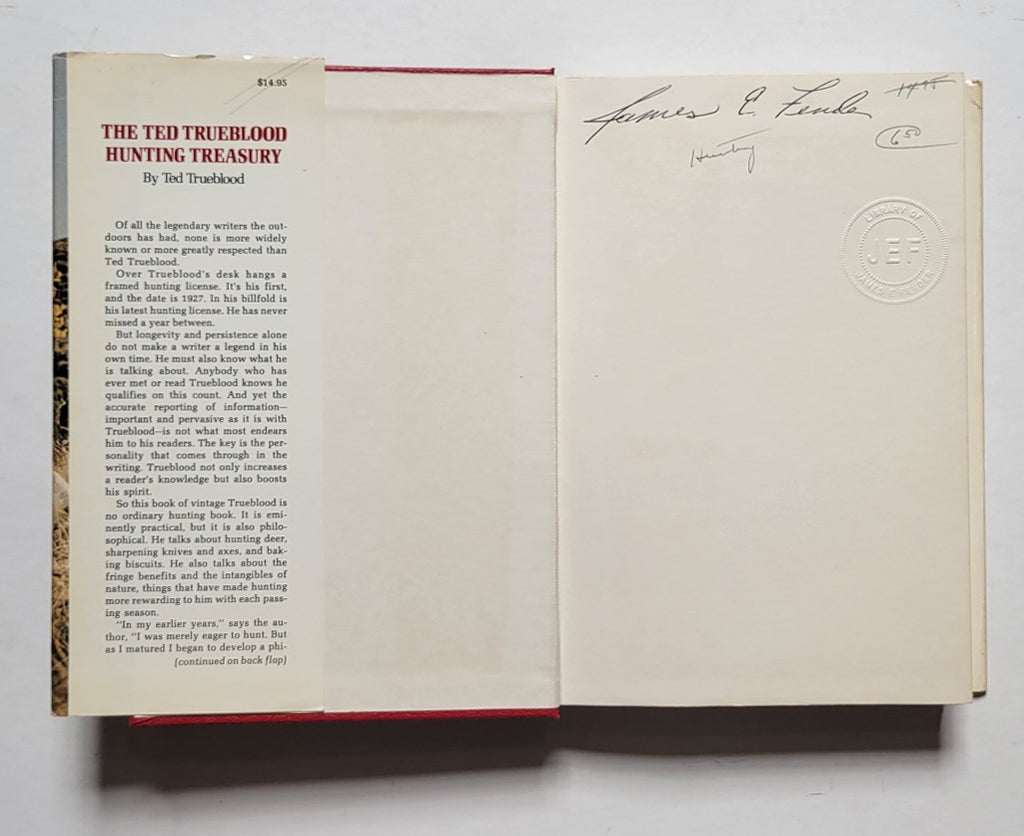 $14.95
THE TED TRUEBLOOD
HUNTING TREASURY
By Ted Trueblood
Of all the legendary writers the out-
doors has had, none is more widely
known or more greatly respected than
Ted Trueblood.
Over Trueblood's desk hangs a
framed hunting license. It's his first,
and the date is 1927. In his billfold is
his latest hunting license. He has never
missed a year between.
But longevity and persistence alone
do not make a writer a legend in his
own time. He must also know what he
is talking about. Anybody who has
ever met or read Trueblood knows he
qualifies on this count. And yet the
accurate reporting of information—
important and pervasive as it is with
Trueblood—is not what most endears
him to his readers. The key is the per-
sonality that comes through in the
writing. Trueblood not only increases
a reader's knowledge but also boosts
his spirit.
So this book of vintage Trueblood is
no ordinary hunting book. It is emi-
nently practical, but it is also philo-
sophical. He talks about hunting deer,
sharpening knives and axes, and bak-
ing biscuits. He also talks about the
fringe benefits and the intangibles of
nature, things that have made hunting
more rewarding to him with each pass-
ing season.
"In my earlier years," says the au-
thor, "I was merely eager to hunt. But
as I matured I began to develop a phi-
(continued on back flap)
James E. Fender
14.95
6 50
Hunting
LIBRARY OF
JEF
JAMES E FENDER